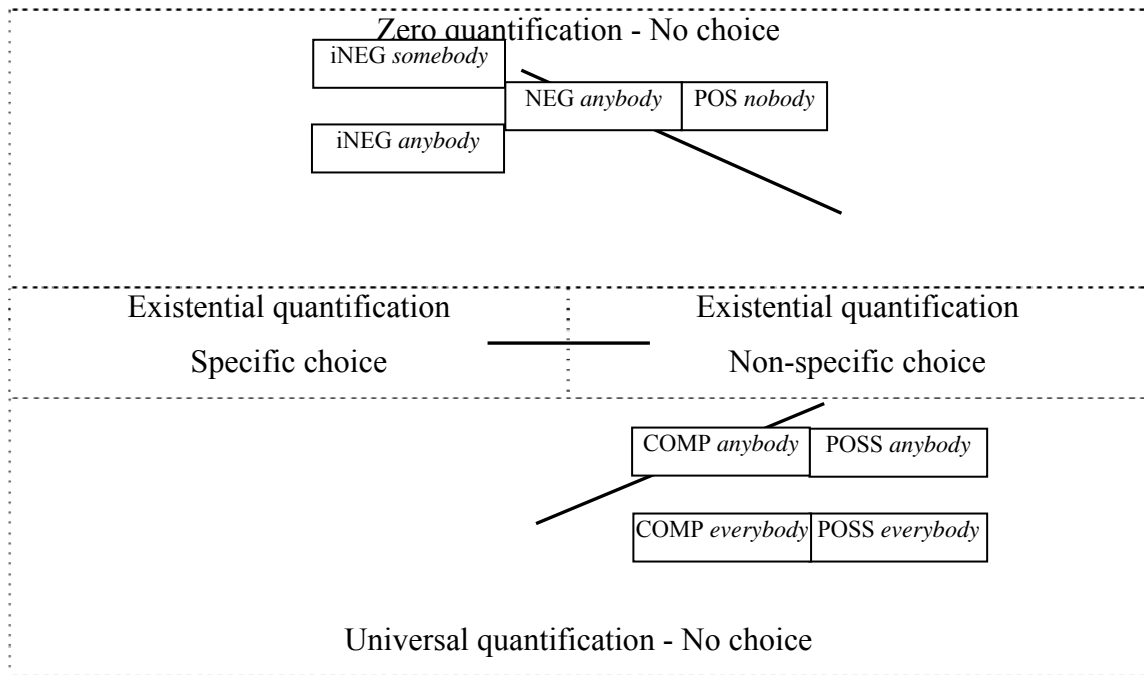 Zero quantification - No choice
iNEG somebody
NEG anybody POS nobody
iNEG anybody
Existential quantification Existential quantification
Specific choice Non-specific choice
COMP anybody POSS anybody
COMP everybody POSS everybody
Universal quantification - No choice